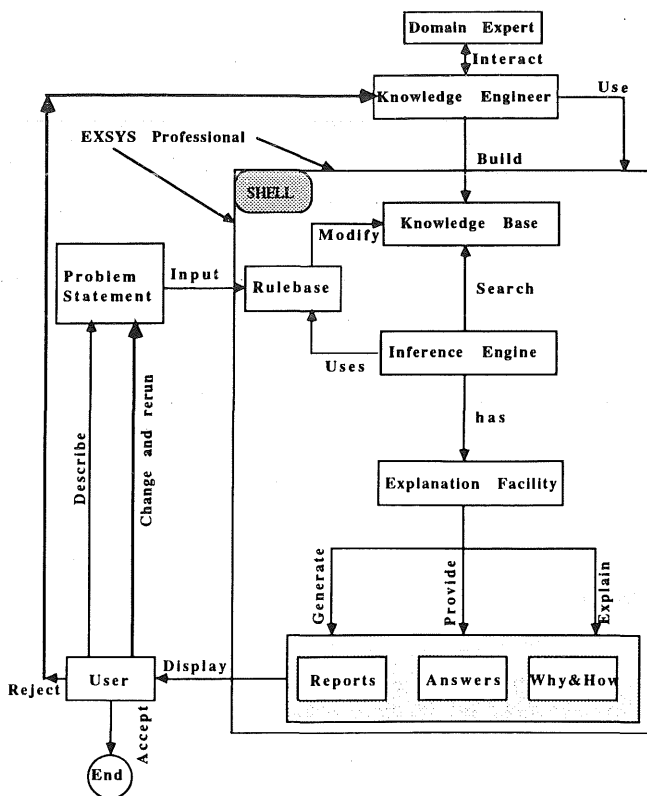 Domain Expert
Interact
Knowledge Engineer
Use
EXSYS Professional
Build
SHELL
Knowledge Base
Modify
Problem
Statement
Input
Rulebase
Search
Uses
Inference Engine
has
Describe
Change and rerun
Explanation Facility
Generate
Provide
Explain
Reject
User
Display
Reports
Answers
Why&How
Accept
End